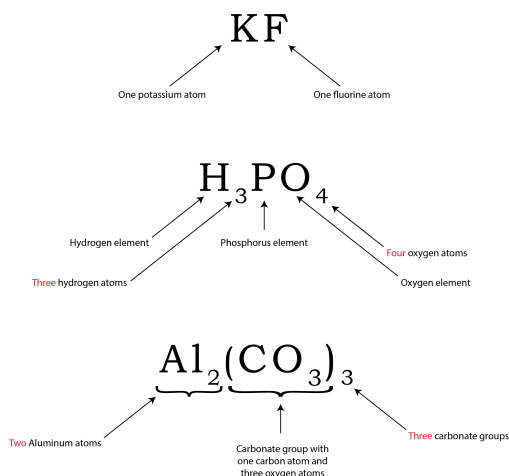 KF
One potassium atom
One fluorine atom
H₃PO₄
Hydrogen element
Phosphorus element
Four oxygen atoms
Three hydrogen atoms
Oxygen element
Al₂(CO₃)₃
Two Aluminum atoms
Three carbonate groups
Carbonate group with
one carbon atom and
three oxygen atoms